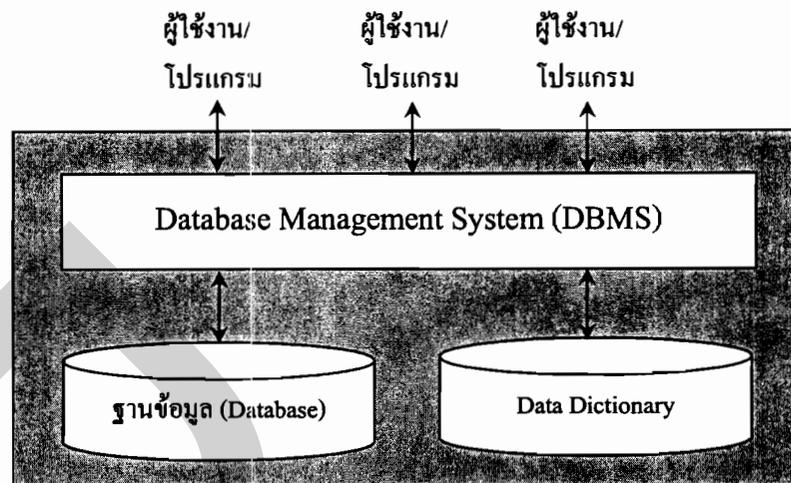 ผู้ใช้งาน/ ผู้ใช้งาน/ ผู้ใช้งาน/
โปรแกรม โปรแกรม โปรแกรม
Database Management System (DBMS)
ฐานข้อมูล (Database) Data Dictionary